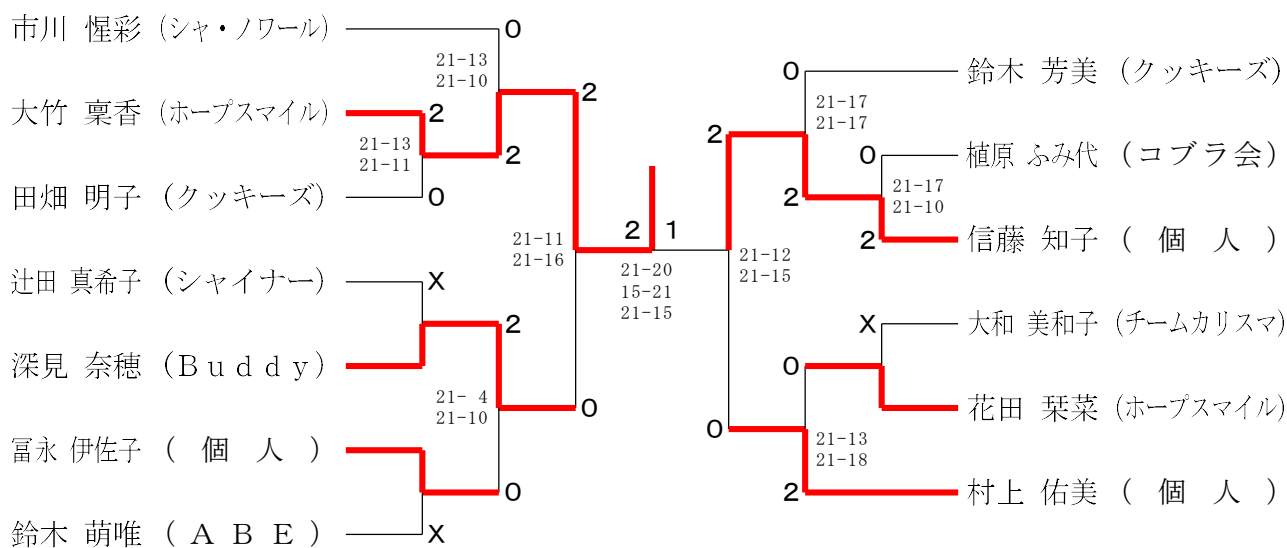 市川 惺彩 (シャ・ノワール)
0
21-13
21-10
2
大竹 稟香 (ホープスマイル)
2
21-13
21-11
2
田畑 明子 (クッキーズ)
0
21-11
21-16
辻田 真希子 (シャイナー)
X
2
深見 奈穂 (Buddy)
21- 4
21-10
0
冨永 伊佐子 ( 個 人 )
0
鈴木 萌唯 ( A B E )
X
2 1
21-20
15-21
21-15
0
鈴木 芳美 (クッキーズ)
21-17
21-17
2
0
植原 ふみ代 (コブラ会)
21-17
21-10
2
2
信藤 知子 ( 個 人 )
21-12
21-15
X
大和 美和子 (チームカリスマ)
0
花田 栞菜 (ホープスマイル)
0
21-13
21-18
2
村上 佑美 ( 個 人 )